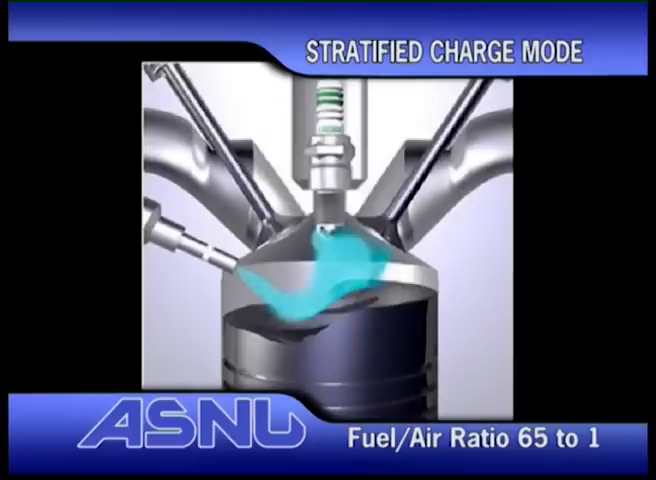 STRATIFIED CHARGE MODE
ASNU
Fuel/Air Ratio 65 to 1